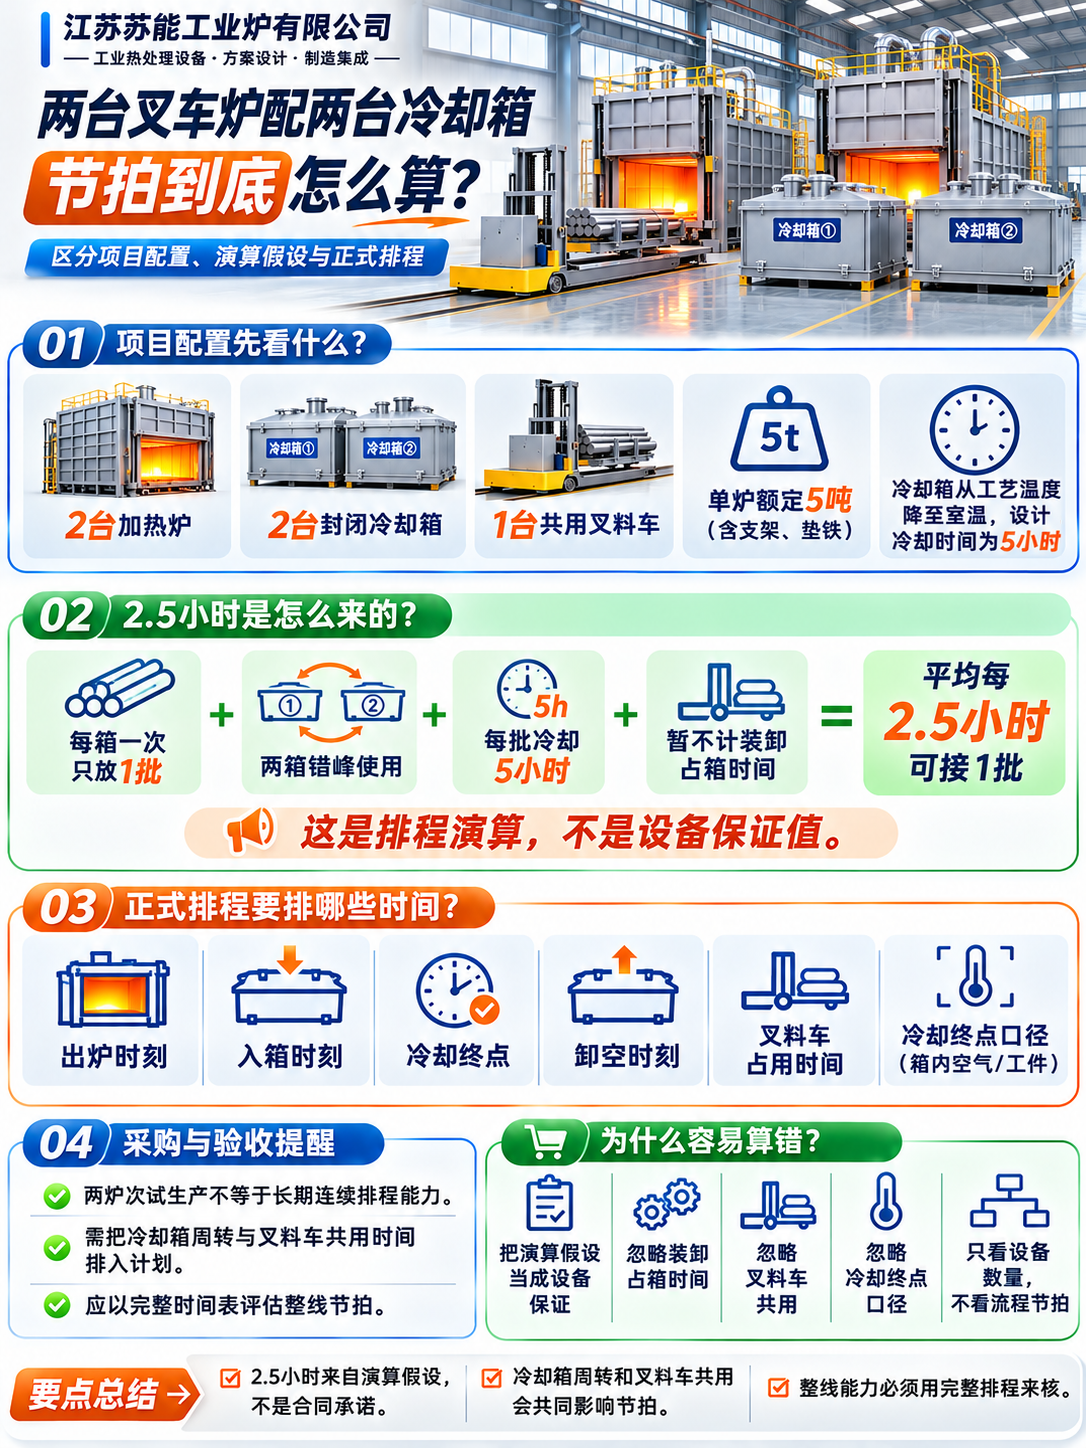 江苏苏能工业炉有限公司
工业热处理设备·方案设计·制造集成
两台叉车炉配两台冷却箱
节拍到底怎么算?
区分项目配置、演算假设与正式排程
冷却箱①
冷却箱②
01 项目配置先看什么?
冷却箱①
冷却箱②
2台加热炉
2台封闭冷却箱
1台共用叉料车
5t
单炉额定5吨
(含支架、垫铁)
冷却箱从工艺温度
降至室温,设计
冷却时间为5小时
02 2.5小时是怎么来的?
每箱一次
只放1批
+
① ②
两箱错峰使用
+
5h
每批冷却
5小时
+
暂不计装卸
占箱时间
=
平均每
2.5小时
可接1批
这是排程演算,不是设备保证值。
03 正式排程要排哪些时间?
出炉时刻
入箱时刻
冷却终点
卸空时刻
叉料车
占用时间
冷却终点口径
(箱内空气/工件)
04 采购与验收提醒
两炉次试生产不等于长期连续排程能力。
需把冷却箱周转与叉料车共用时间
排入计划。
应以完整时间表评估整线节拍。
为什么容易算错?
把演算假设
当成设备
保证
忽略装卸
占箱时间
忽略
叉料车
共用
忽略
冷却终点
口径
只看设备
数量,
不看流程节拍
要点总结
2.5小时来自演算假设,
不是合同承诺。
冷却箱周转和叉料车共用
会共同影响节拍。
整线能力必须用完整排程来核。